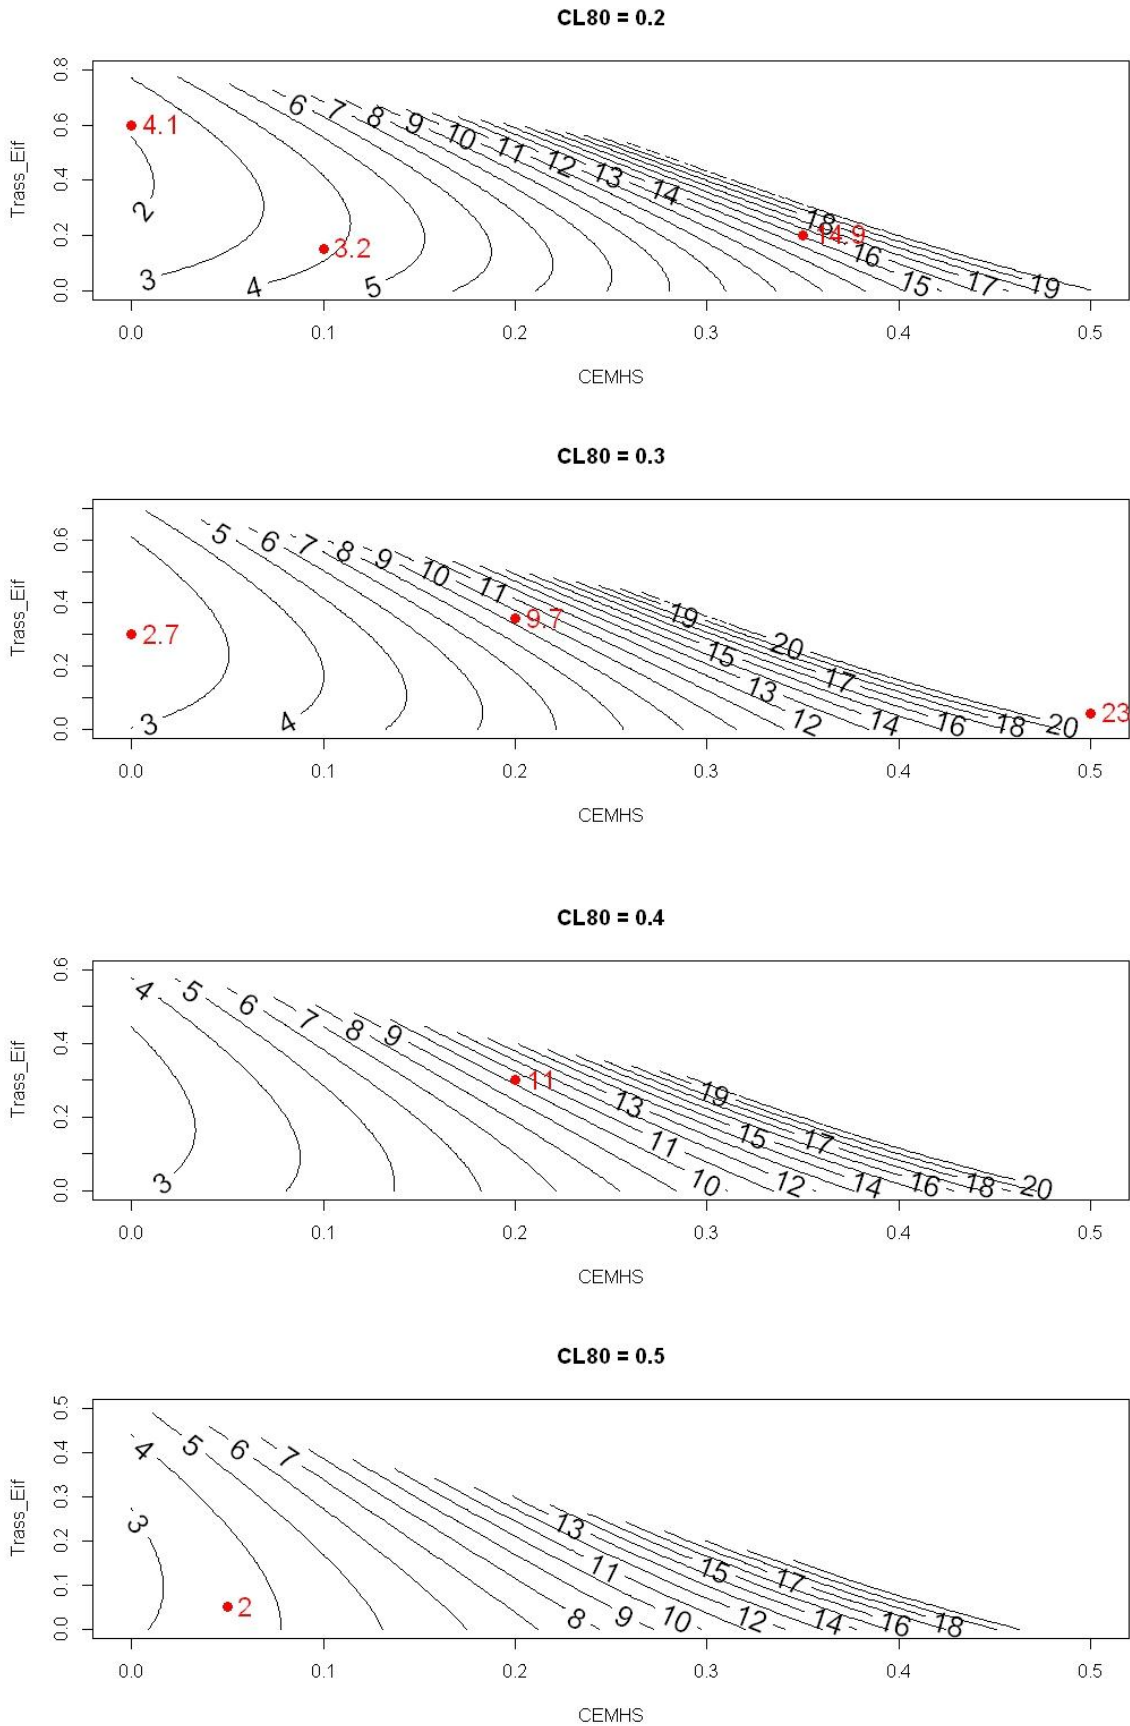 CL80 = 0.2
0.8
0.6
0.4
0.2
0.0
Trass_Eif
6 7 8 9 10 11 12 13 14
4.1
2
3.2
18
14.9
16
3 4 5 15 17 19
0.0 0.1 0.2 0.3 0.4 0.5
CEMHS
CL80 = 0.3
0.6
0.4
0.2
0.0
Trass_Eif
5 6 7 8 9 10 11
19
9.7
2.7
20
15
17
13
23
3 4 12 14 16 18 20
0.0 0.1 0.2 0.3 0.4 0.5
CEMHS
CL80 = 0.4
0.6
0.4
0.2
0.0
Trass_Eif
4 5 6 7 8 9
11
19
13
15 17
11
3 10 12 14 16 18 20
0.0 0.1 0.2 0.3 0.4 0.5
CEMHS
CL80 = 0.5
0.5
0.4
0.3
0.2
0.1
0.0
Trass_Eif
4 5 6 7
3 13
11 15 17
2
8 9 10 12 14 16 18
0.0 0.1 0.2 0.3 0.4 0.5
CEMHS